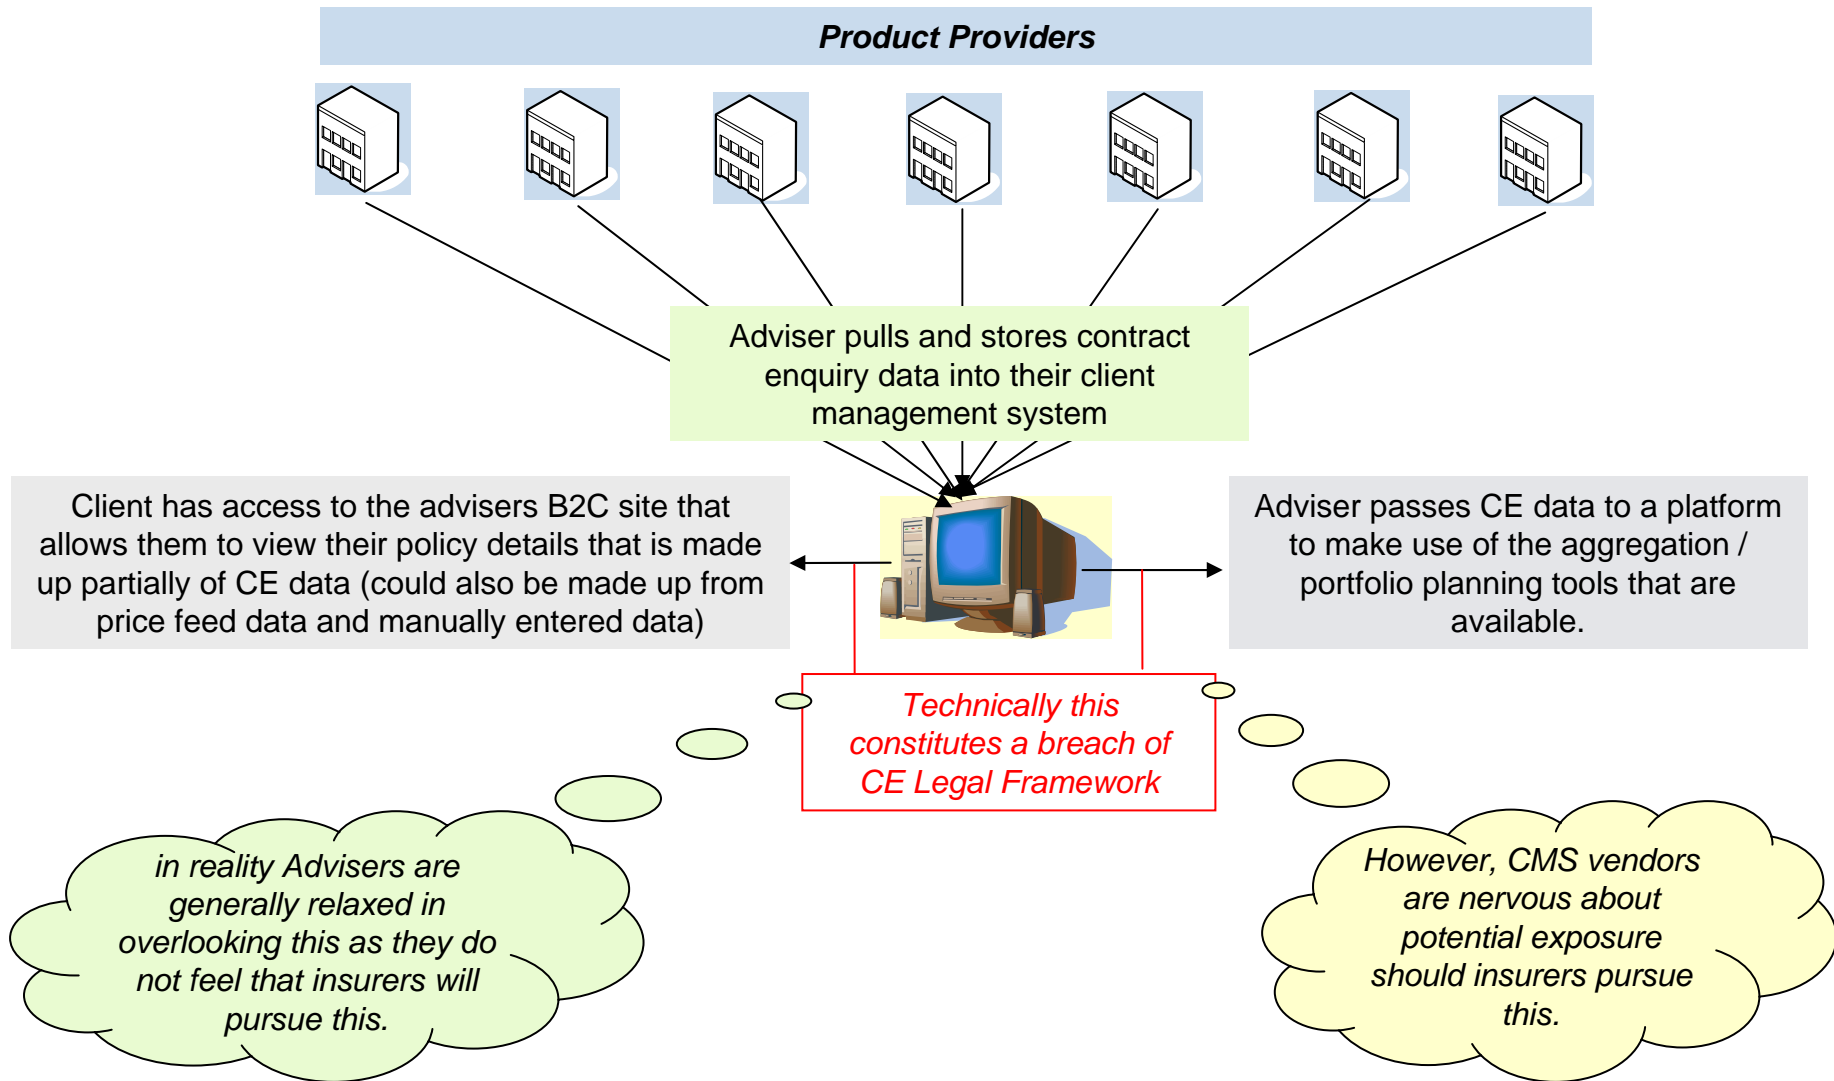 Product Providers
Adviser pulls and stores contract
enquiry data into their client
management system
Client has access to the advisers B2C site that
allows them to view their policy details that is made
up partially of CE data (could also be made up from
price feed data and manually entered data)
Adviser passes CE data to a platform
to make use of the aggregation /
portfolio planning tools that are
available.
Technically this
constitutes a breach of
CE Legal Framework
in reality Advisers are
generally relaxed in
overlooking this as they do
not feel that insurers will
pursue this.
However, CMS vendors
are nervous about
potential exposure
should insurers pursue
this.